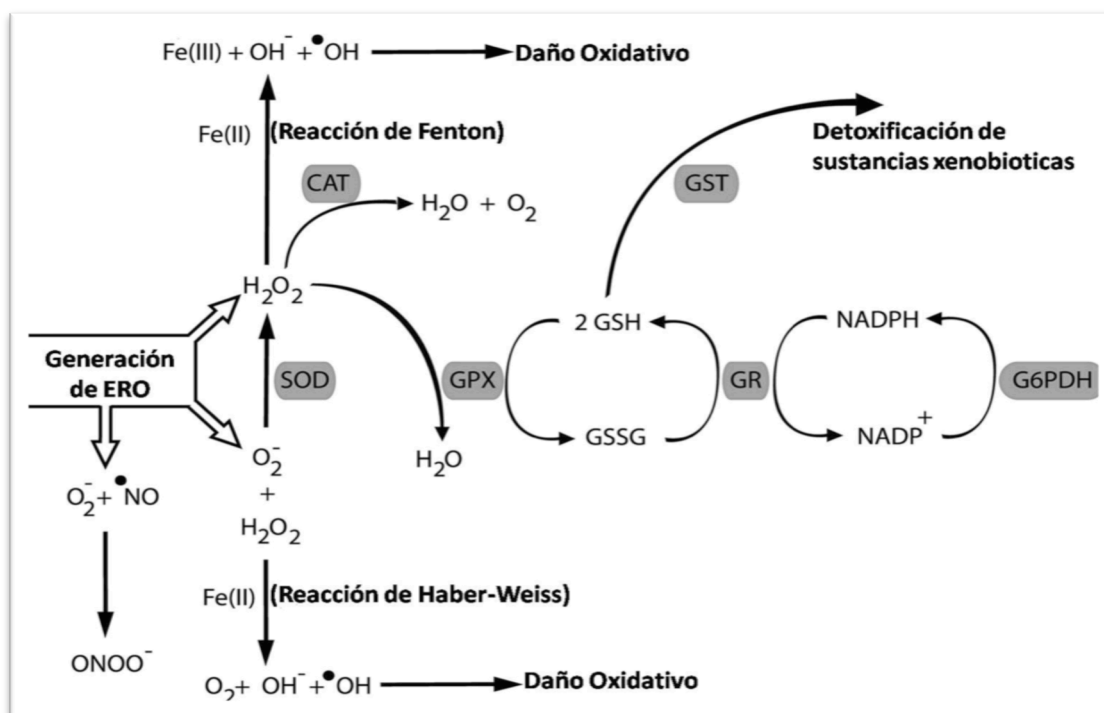 Fe(III) + OH⁻ + •OH
Daño Oxidativo
Fe(II)
(Reacción de Fenton)
Detoxificación de
sustancias xenobioticas
CAT
GST
H₂O + O₂
H₂O₂
2 GSH
NADPH
Generación
de ERO
SOD
GPX
GR
G6PDH
GSSG
NADP⁺
O₂⁻
H₂O
O₂⁻ + •NO
+
H₂O₂
Fe(II)
(Reacción de Haber-Weiss)
ONOO⁻
O₂ + OH⁻ + •OH
Daño Oxidativo